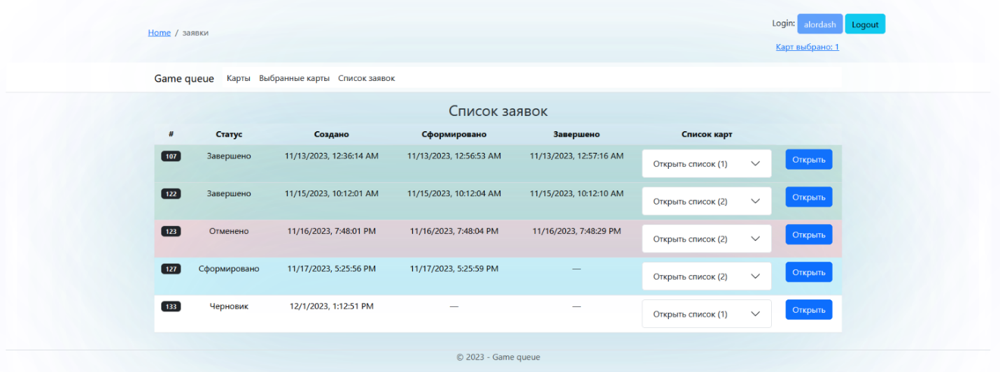 Login: alordash Logout
Home / заявки
Карт выбрано: 1
Game queue Карты Выбранные карты Список заявок
Список заявок
# Статус Создано Сформировано Завершено Список карт
107 Завершено 11/13/2023, 12:36:14 AM 11/13/2023, 12:56:53 AM 11/13/2023, 12:57:16 AM Открыть список (1) Открыть
122 Завершено 11/15/2023, 10:12:01 AM 11/15/2023, 10:12:04 AM 11/15/2023, 10:12:10 AM Открыть список (2) Открыть
123 Отменено 11/16/2023, 7:48:01 PM 11/16/2023, 7:48:04 PM 11/16/2023, 7:48:29 PM Открыть список (2) Открыть
127 Сформировано 11/17/2023, 5:25:56 PM 11/17/2023, 5:25:59 PM — Открыть список (2) Открыть
133 Черновик 12/1/2023, 1:12:51 PM — — Открыть список (1) Открыть
© 2023 - Game queue